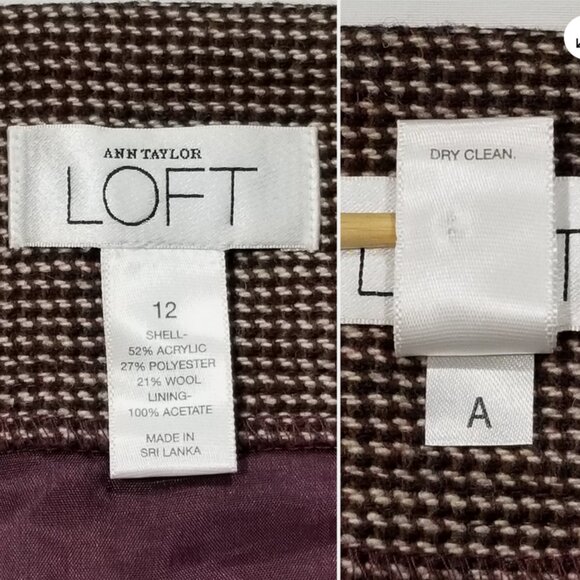 ANN TAYLOR
LOFT
12
SHELL-
52% ACRYLIC
27% POLYESTER
21% WOOL
LINING-
100% ACETATE
MADE IN
SRI LANKA
DRY CLEAN.
L T
A